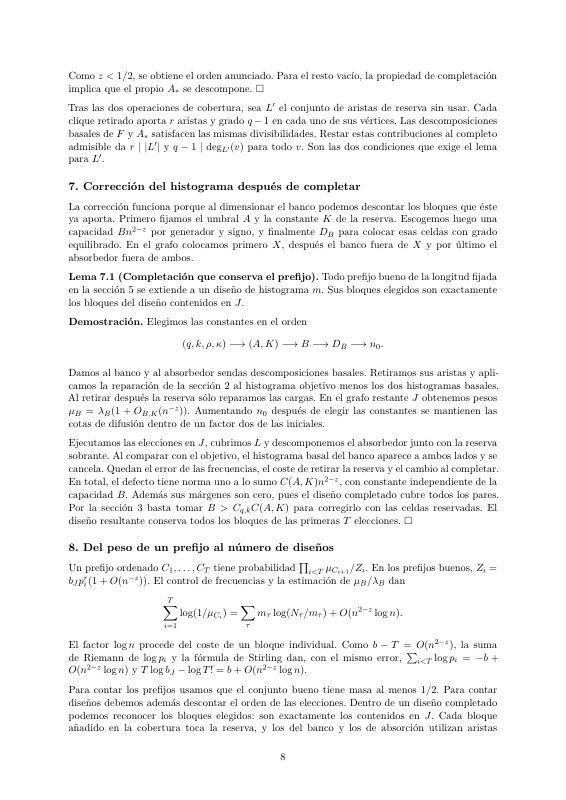 Como z < 1/2, se obtiene el orden anunciado. Para el resto vacío, la propiedad de completación
implica que el propio A∗ se descompone. □
Tras las dos operaciones de cobertura, sea L′ el conjunto de aristas de reserva sin usar. Cada
clique retirado aporta r aristas y grado q − 1 en cada uno de sus vértices. Las descomposiciones
basales de F y A∗ satisfacen las mismas divisibilidades. Restar estas contribuciones al completo
admisible da r | |L′| y q − 1 | deg_{L′}(v) para todo v. Son las dos condiciones que exige el lema
para L′.
7. Corrección del histograma después de completar
La corrección funciona porque al dimensionar el banco podemos descontar los bloques que éste
ya aporta. Primero fijamos el umbral A y la constante K de la reserva. Escogemos luego una
capacidad Bn^{2−z} por generador y signo, y finalmente D_B para colocar esas celdas con grado
equilibrado. En el grafo colocamos primero X, después el banco fuera de X y por último el
absorbedor fuera de ambos.
Lema 7.1 (Completación que conserva el prefijo). Todo prefijo bueno de la longitud fijada
en la sección 5 se extiende a un diseño de histograma m. Sus bloques elegidos son exactamente
los bloques del diseño contenidos en J.
Demostración. Elegimos las constantes en el orden
(q, k, ρ, κ) ⟶ (A, K) ⟶ B ⟶ D_B ⟶ n_0.
Damos al banco y al absorbedor sendas descomposiciones basales. Retiramos sus aristas y apli-
camos la reparación de la sección 2 al histograma objetivo menos los dos histogramas basales.
Al retirar después la reserva sólo reparamos las cargas. En el grafo restante J obtenemos pesos
μ_B = λ_B(1 + O_{B,K}(n^{−z})). Aumentando n_0 después de elegir las constantes se mantienen las
cotas de difusión dentro de un factor dos de las iniciales.
Ejecutamos las elecciones en J, cubrimos L y descomponemos el absorbedor junto con la reserva
sobrante. Al comparar con el objetivo, el histograma basal del banco aparece a ambos lados y se
cancela. Quedan el error de las frecuencias, el coste de retirar la reserva y el cambio al completar.
En total, el defecto tiene norma uno a lo sumo C(A, K)n^{2−z}, con constante independiente de la
capacidad B. Además sus márgenes son cero, pues el diseño completado cubre todos los pares.
Por la sección 3 basta tomar B > C_{q,k}C(A, K) para corregirlo con las celdas reservadas. El
diseño resultante conserva todos los bloques de las primeras T elecciones. □
8. Del peso de un prefijo al número de diseños
Un prefijo ordenado C_1, . . . , C_T tiene probabilidad ∏_{i<T} μ_{C_{i+1}}/Z_i. En los prefijos buenos, Z_i =
b_J p_i^r(1 + O(n^{−z})). El control de frecuencias y la estimación de μ_B/λ_B dan
∑_{i=1}^{T} log(1/μ_{C_i}) = ∑_τ m_τ log(N_τ/m_τ) + O(n^{2−z} log n).
El factor log n procede del coste de un bloque individual. Como b − T = O(n^{2−z}), la suma
de Riemann de log p_i y la fórmula de Stirling dan, con el mismo error, ∑_{i<T} log p_i = −b +
O(n^{2−z} log n) y T log b_J − log T! = b + O(n^{2−z} log n).
Para contar los prefijos usamos que el conjunto bueno tiene masa al menos 1/2. Para contar
diseños debemos además descontar el orden de las elecciones. Dentro de un diseño completado
podemos reconocer los bloques elegidos: son exactamente los contenidos en J. Cada bloque
añadido en la cobertura toca la reserva, y los del banco y los de absorción utilizan aristas
8